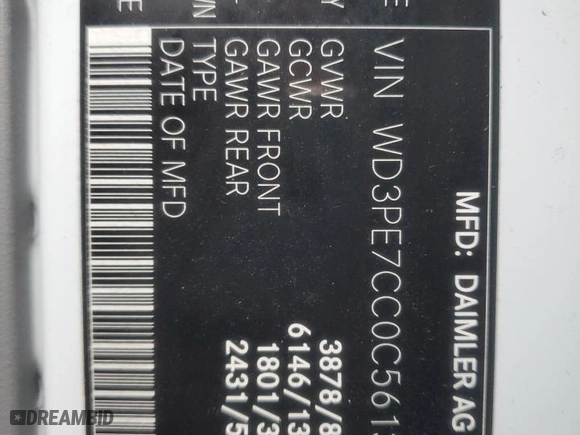 MFD: DAIMLER AG
VIN WD3PE7CC0C561
GVWR 3878/8
GCWR 6146/13
GAWR FRONT 1801/3
GAWR REAR 2431/5
TYPE
DATE OF MFD
DREAMBID